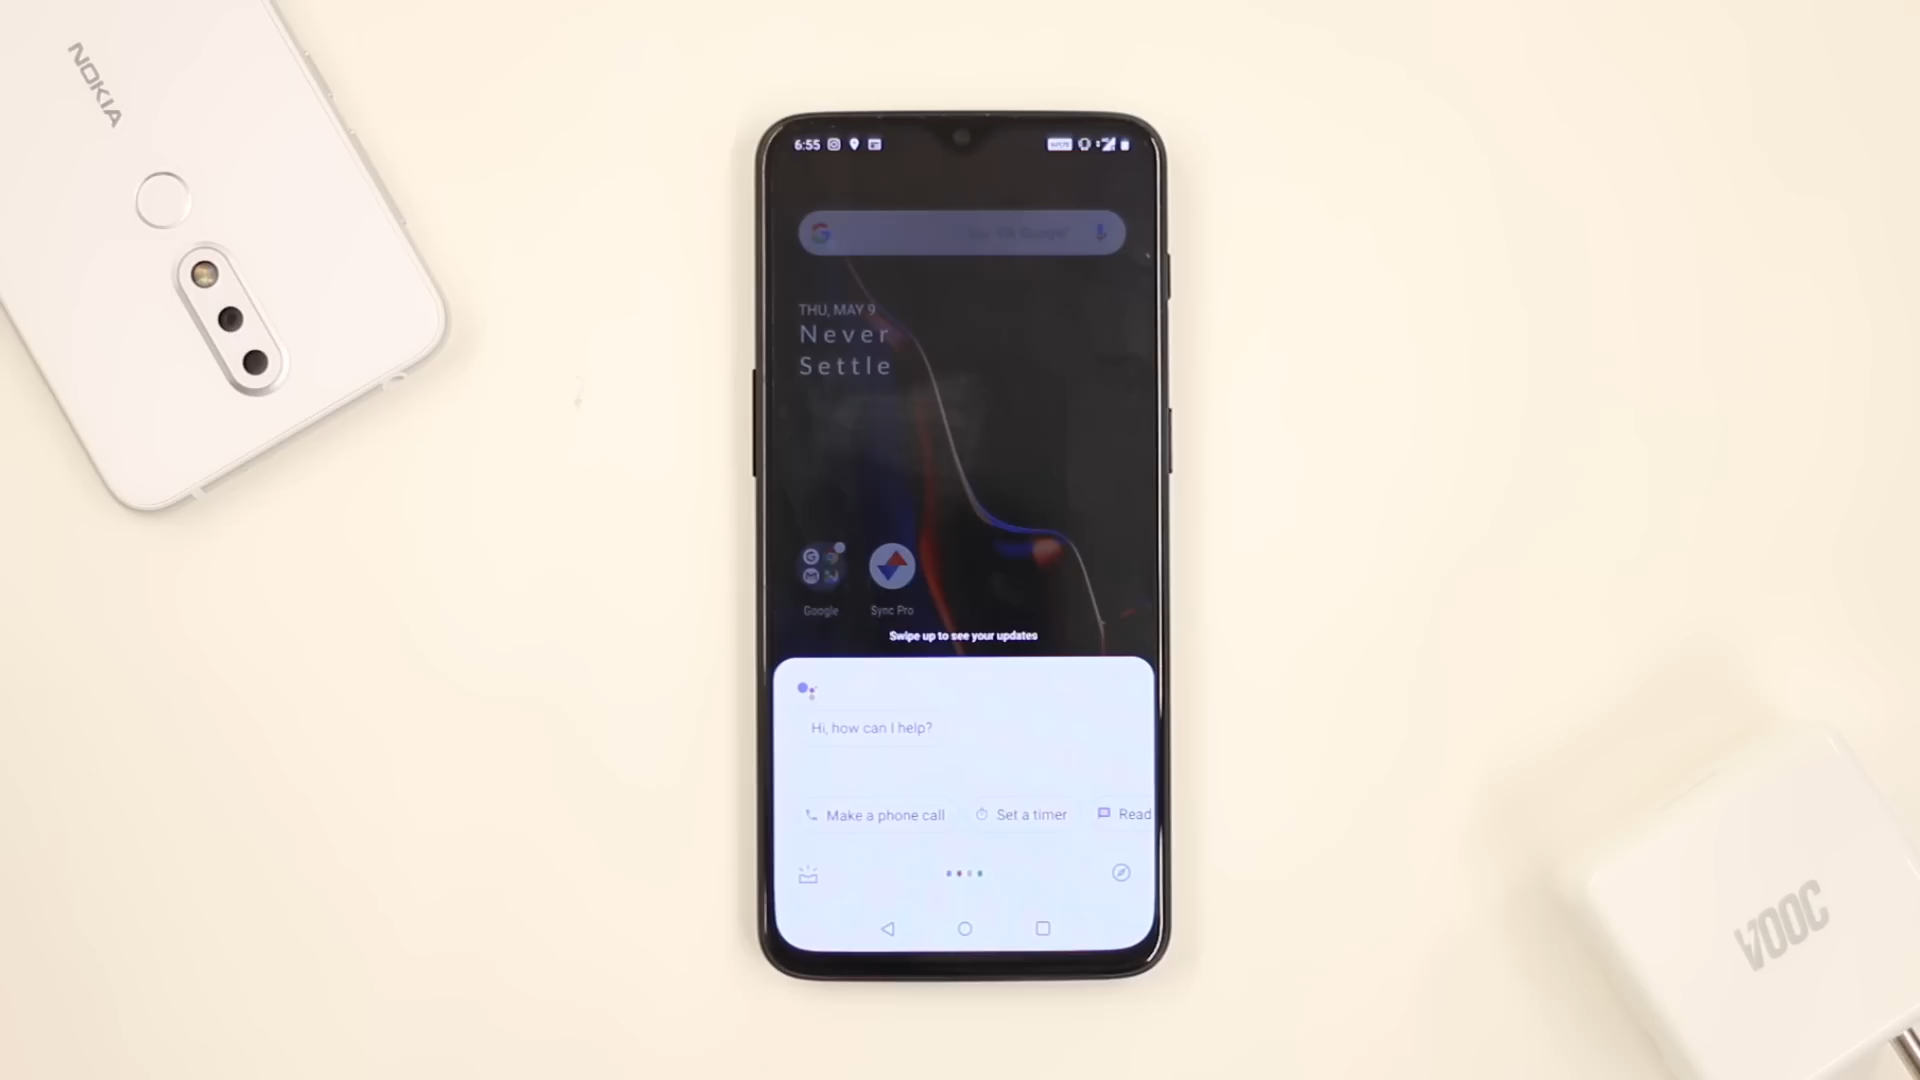 NOKIA
6:55
THU, MAY 9
Never
Settle
Google
Sync Pro
Swipe up to see your updates
Hi, how can I help?
Make a phone call
Set a timer
Read
VOOC